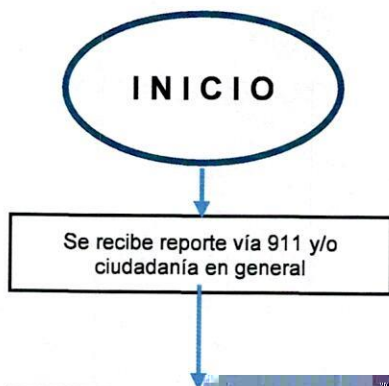 INICIO
Se recibe reporte vía 911 y/o
ciudadanía en general